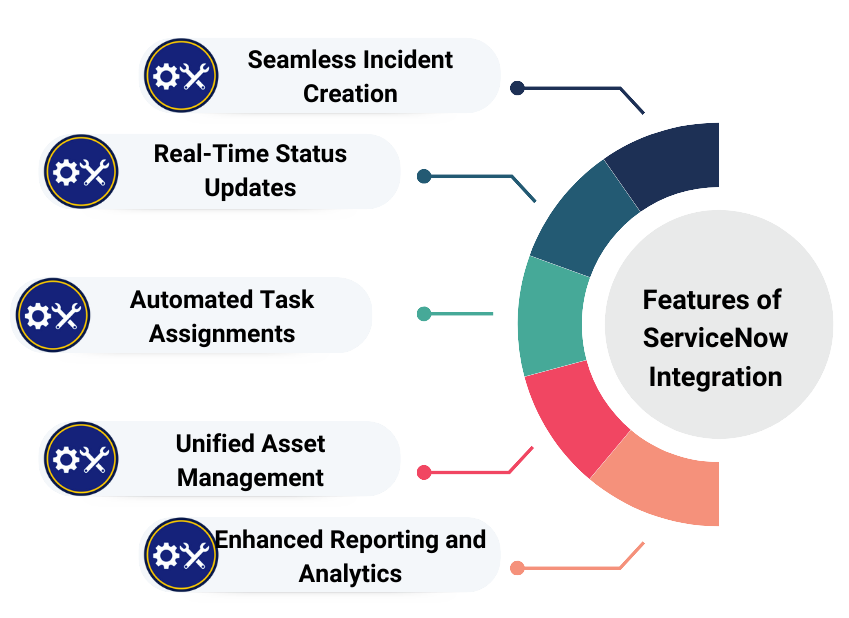 Seamless Incident
Creation
Real-Time Status
Updates
Automated Task
Assignments
Unified Asset
Management
Enhanced Reporting and
Analytics
Features of
ServiceNow
Integration